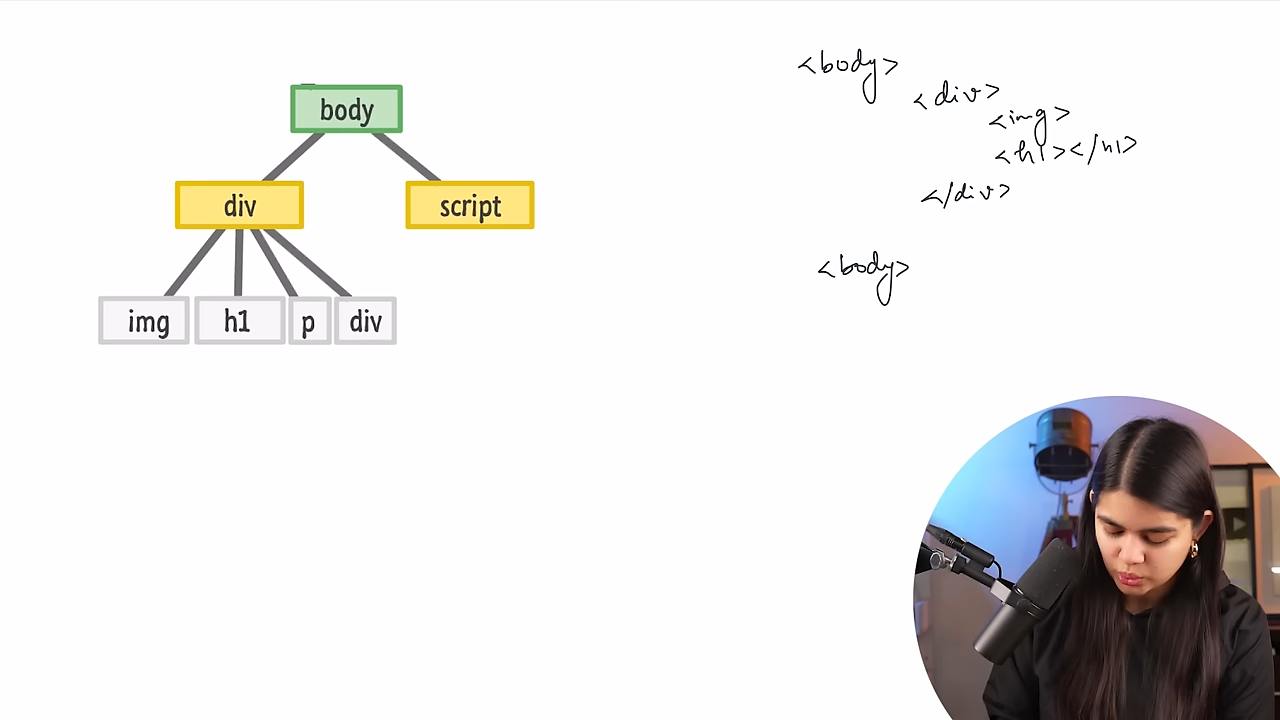 body
div script
img h1 p div
<body>
<div>
<img>
<h1></h1>
</div>
<body>